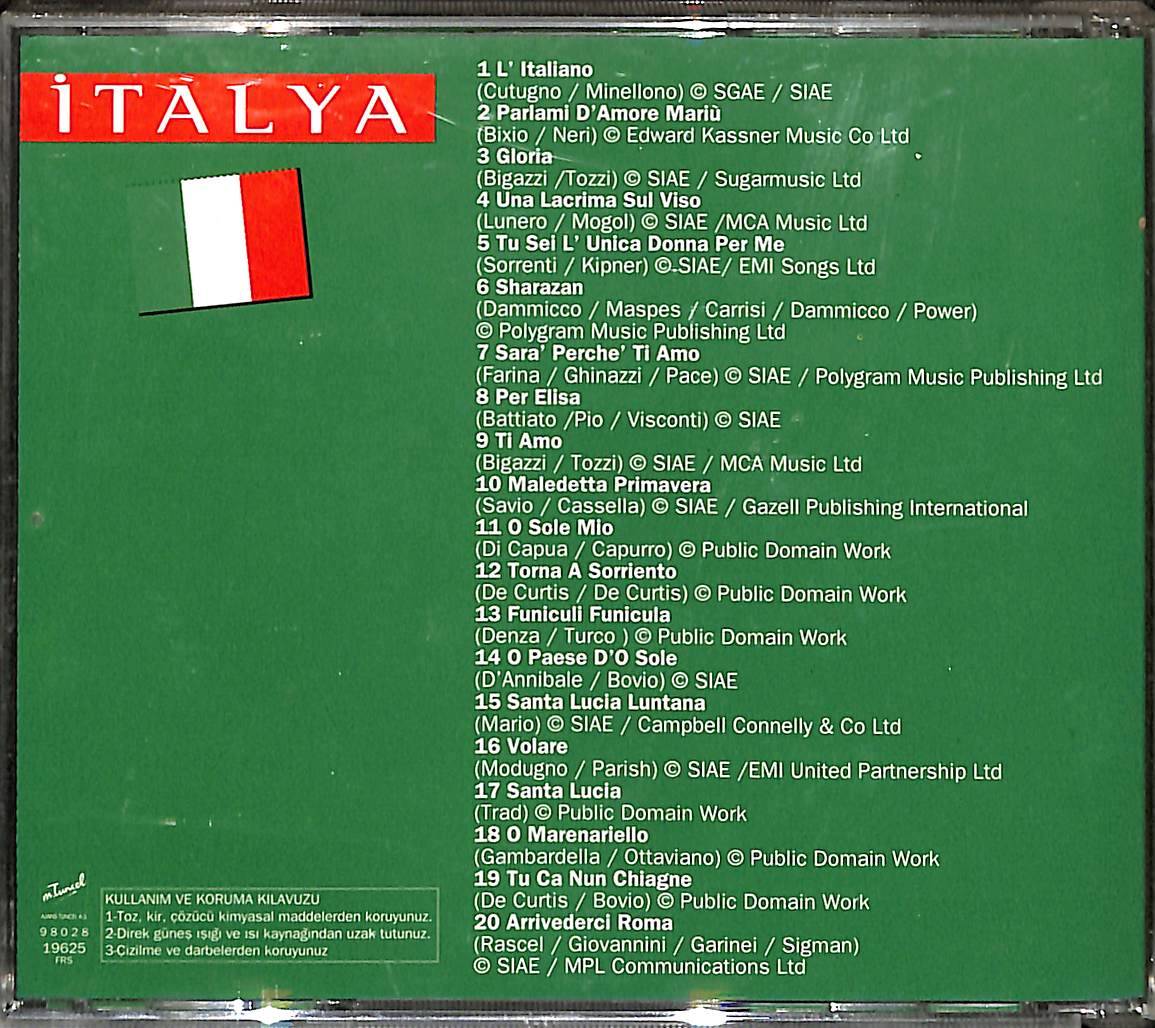 İTALYA
1 L' Italiano
(Cutugno / Minellono) © SGAE / SIAE
2 Parlami D'Amore Mariù
(Bixio / Neri) © Edward Kassner Music Co Ltd
3 Gloria
(Bigazzi /Tozzi) © SIAE / Sugarmusic Ltd
4 Una Lacrima Sul Viso
(Lunero / Mogol) © SIAE /MCA Music Ltd
5 Tu Sei L' Unica Donna Per Me
(Sorrenti / Kipner) © SIAE/ EMI Songs Ltd
6 Sharazan
(Dammicco / Maspes / Carrisi / Dammicco / Power)
© Polygram Music Publishing Ltd
7 Sara' Perche' Ti Amo
(Farina / Ghinazzi / Pace) © SIAE / Polygram Music Publishing Ltd
8 Per Elisa
(Battiato /Pio / Visconti) © SIAE
9 Ti Amo
(Bigazzi / Tozzi) © SIAE / MCA Music Ltd
10 Maledetta Primavera
(Savio / Cassella) © SIAE / Gazell Publishing International
11 O Sole Mio
(Di Capua / Capurro) © Public Domain Work
12 Torna A Sorriento
(De Curtis / De Curtis) © Public Domain Work
13 Funiculi Funicula
(Denza / Turco ) © Public Domain Work
14 O Paese D'O Sole
(D'Annibale / Bovio) © SIAE
15 Santa Lucia Luntana
(Mario) © SIAE / Campbell Connelly & Co Ltd
16 Volare
(Modugno / Parish) © SIAE /EMI United Partnership Ltd
17 Santa Lucia
(Trad) © Public Domain Work
18 O Marenariello
(Gambardella / Ottaviano) © Public Domain Work
19 Tu Ca Nun Chiagne
(De Curtis / Bovio) © Public Domain Work
20 Arrivederci Roma
(Rascel / Giovannini / Garinei / Sigman)
© SIAE / MPL Communications Ltd
m.Tuncel
98028
19625
FRS
KULLANIM VE KORUMA KILAVUZU
1-Toz, kir, çözücü kimyasal maddelerden koruyunuz.
2-Direk güneş ışığı ve ısı kaynağından uzak tutunuz.
3-Çizilme ve darbelerden koruyunuz